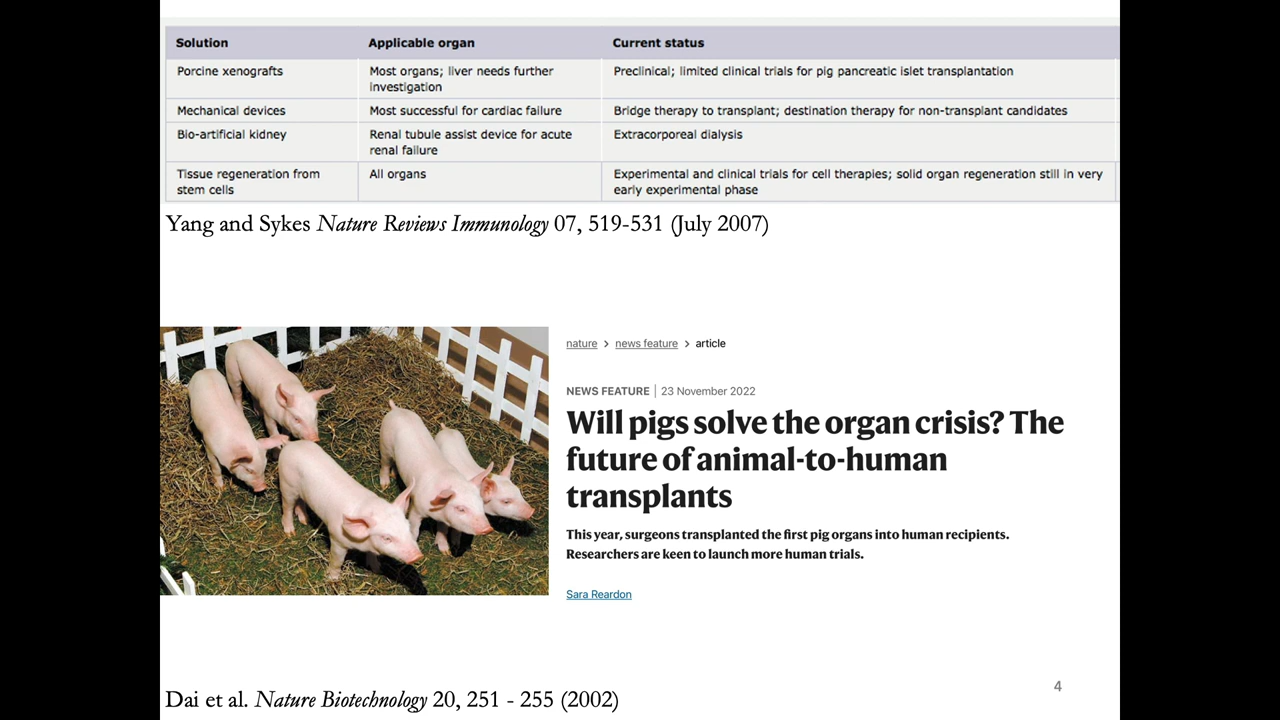 Solution Applicable organ Current status
Porcine xenografts Most organs; liver needs further investigation Preclinical; limited clinical trials for pig pancreatic islet transplantation
Mechanical devices Most successful for cardiac failure Bridge therapy to transplant; destination therapy for non-transplant candidates
Bio-artificial kidney Renal tubule assist device for acute renal failure Extracorporeal dialysis
Tissue regeneration from stem cells All organs Experimental and clinical trials for cell therapies; solid organ regeneration still in very early experimental phase
Yang and Sykes Nature Reviews Immunology 07, 519-531 (July 2007)
nature > news feature > article
NEWS FEATURE | 23 November 2022
Will pigs solve the organ crisis? The
future of animal-to-human
transplants
This year, surgeons transplanted the first pig organs into human recipients.
Researchers are keen to launch more human trials.
Sara Reardon
Dai et al. Nature Biotechnology 20, 251 - 255 (2002)
4